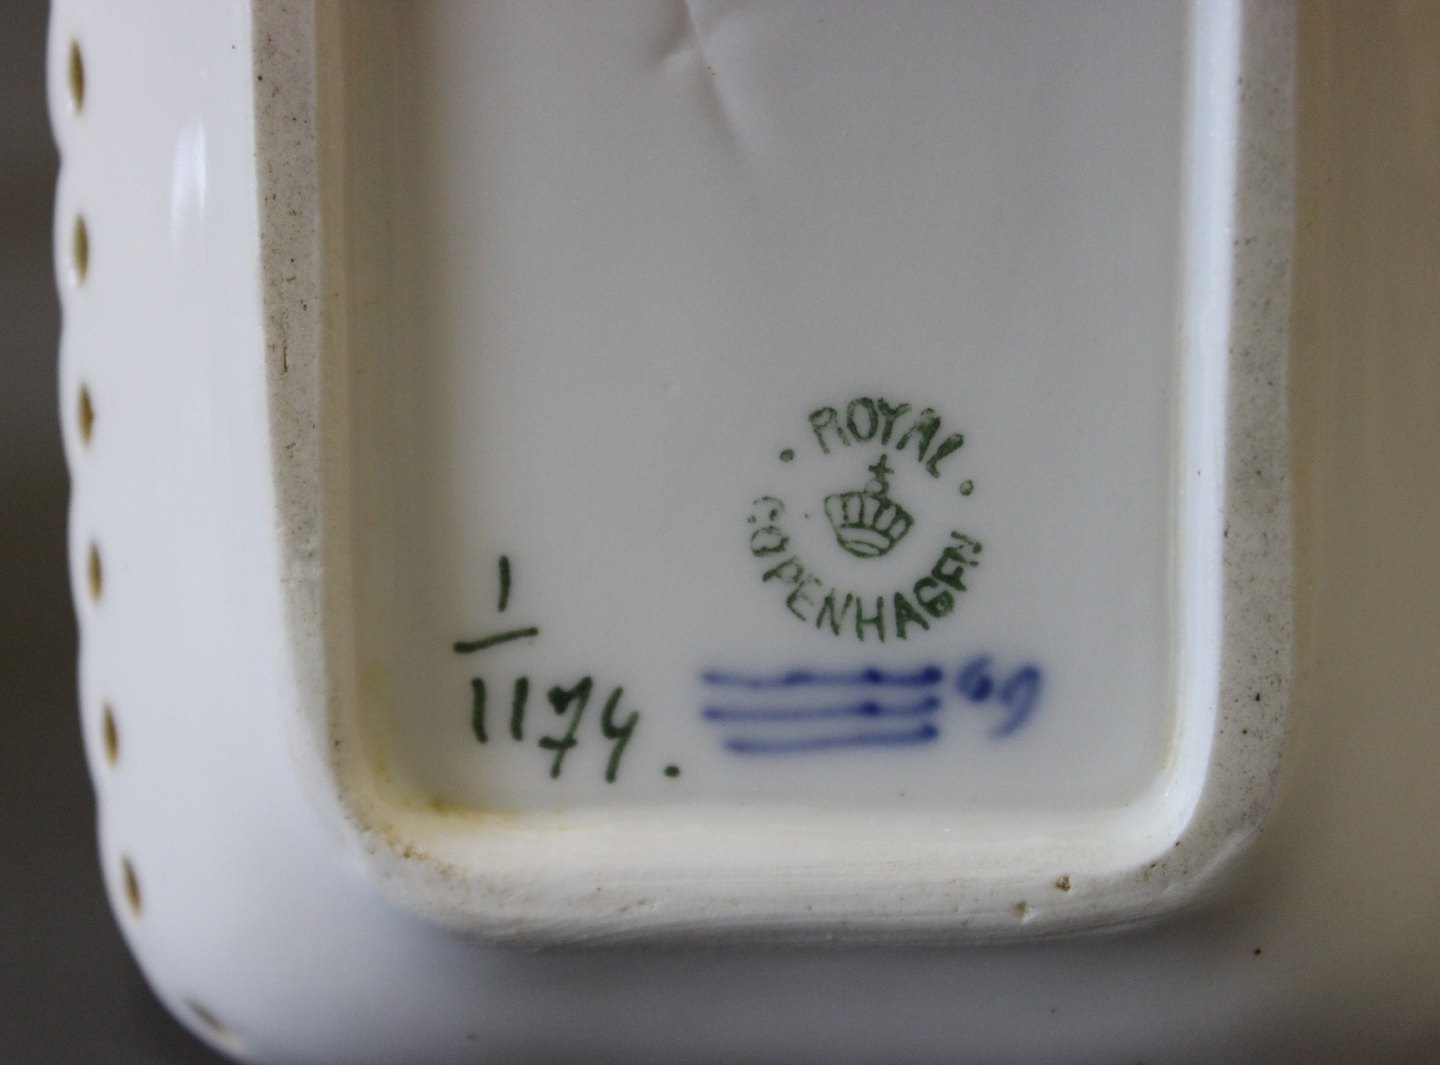 ROYAL
COPENHAGEN
1
1174.
69